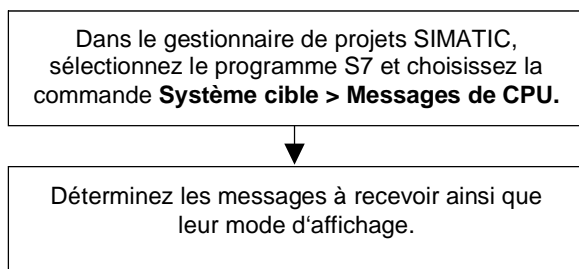 Dans le gestionnaire de projets SIMATIC,
sélectionnez le programme S7 et choisissez la
commande Système cible > Messages de CPU.
Déterminez les messages à recevoir ainsi que
leur mode d‘affichage.